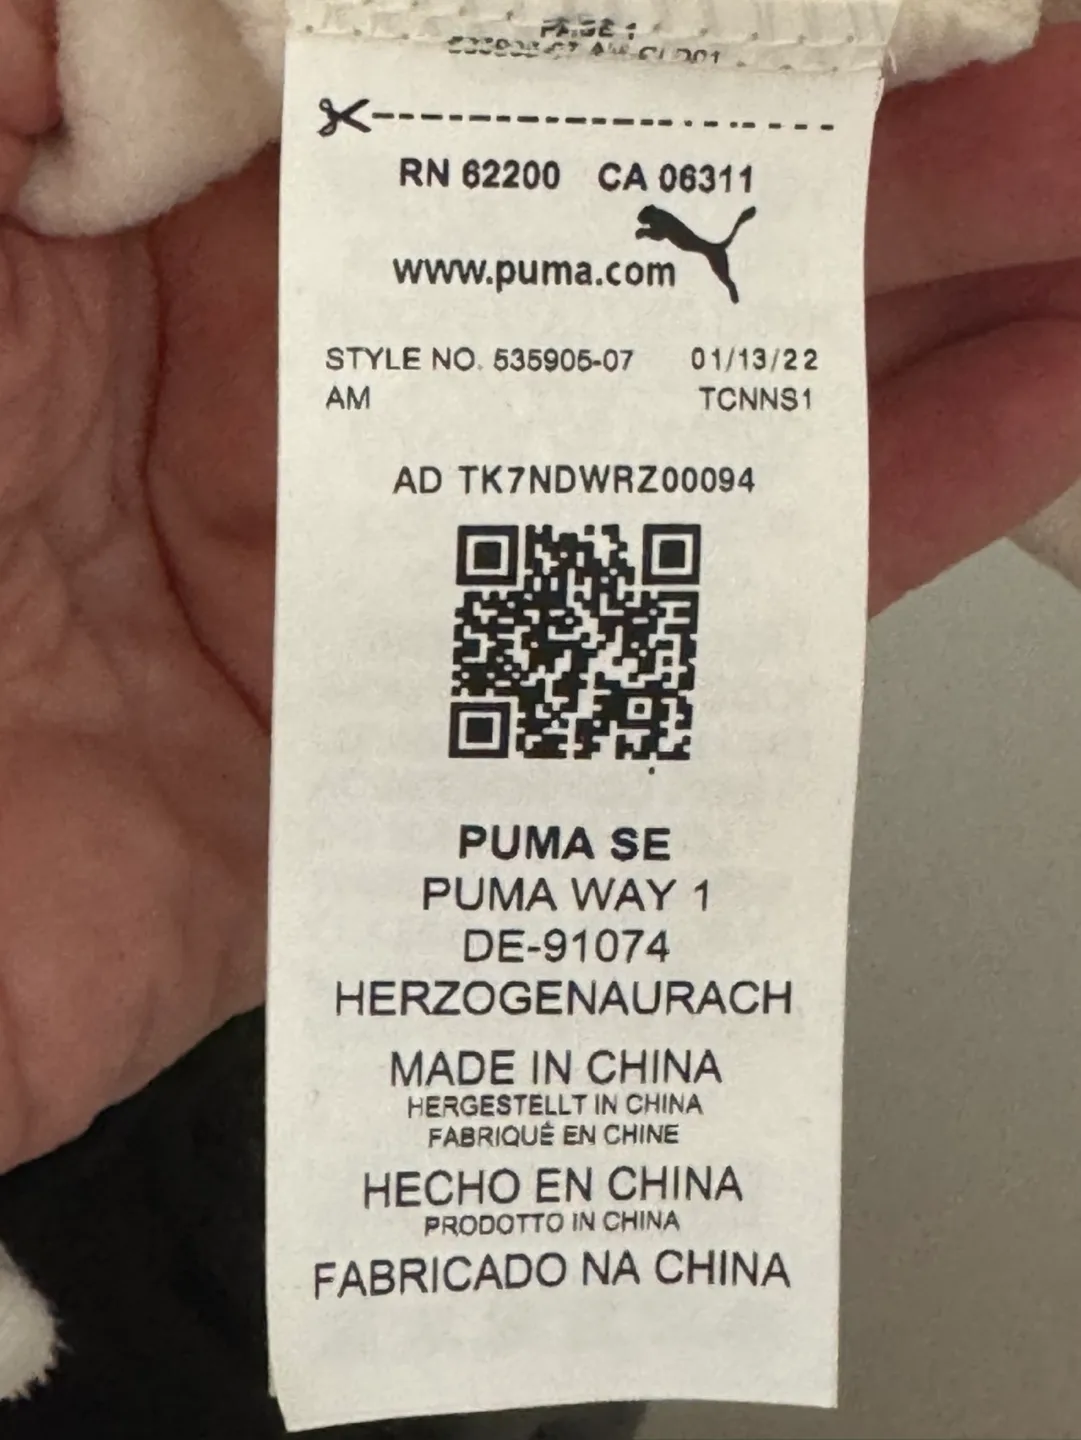 PAGE 1
RN 62200 CA 06311
www.puma.com
STYLE NO. 535905-07 01/13/22
AM TCNNS1
AD TK7NDWRZ00094
PUMA SE
PUMA WAY 1
DE-91074
HERZOGENAURACH
MADE IN CHINA
HERGESTELLT IN CHINA
FABRIQUÉ EN CHINE
HECHO EN CHINA
PRODOTTO IN CHINA
FABRICADO NA CHINA